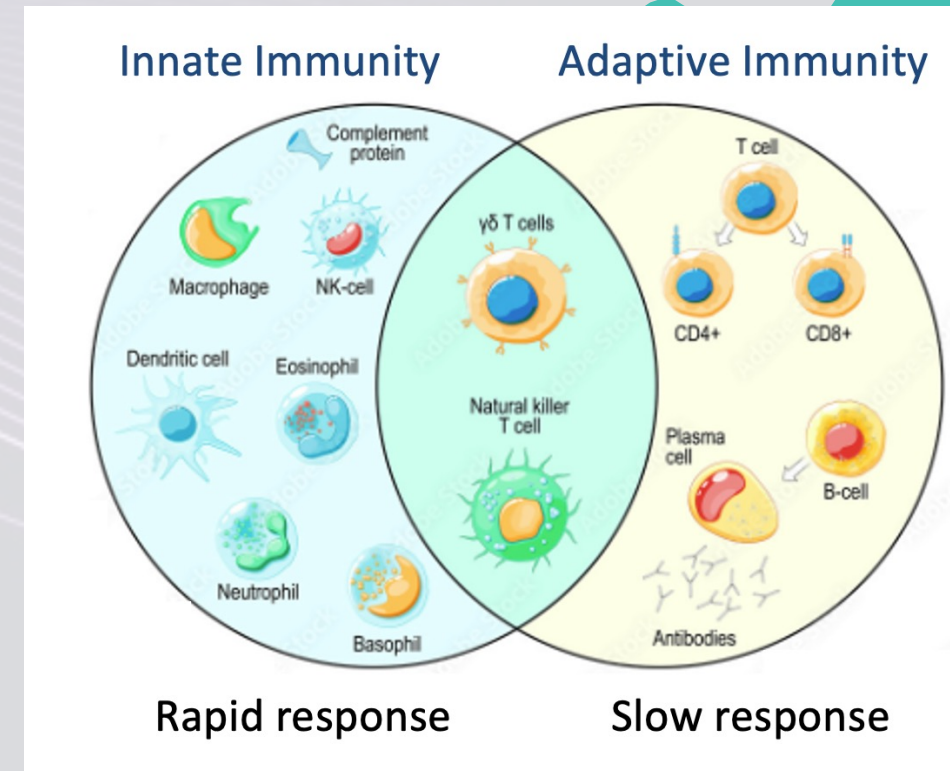 Innate Immunity
Adaptive Immunity
Complement
protein
Macrophage
NK-cell
Dendritic cell
Eosinophil
Neutrophil
Basophil
γδ T cells
Natural killer
T cell
T cell
CD4+
CD8+
Plasma
cell
B-cell
Antibodies
Rapid response
Slow response